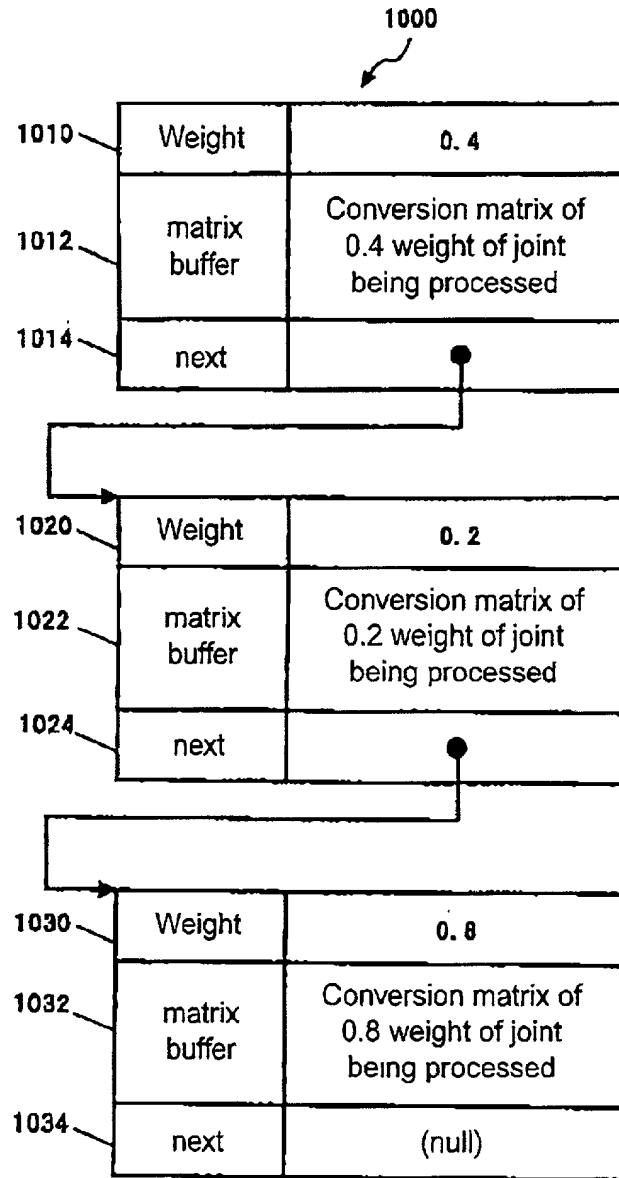 1000
1010 Weight 0.4
1012 matrix buffer Conversion matrix of 0.4 weight of joint being processed
1014 next
1020 Weight 0.2
1022 matrix buffer Conversion matrix of 0.2 weight of joint being processed
1024 next
1030 Weight 0.8
1032 matrix buffer Conversion matrix of 0.8 weight of joint being processed
1034 next (null)